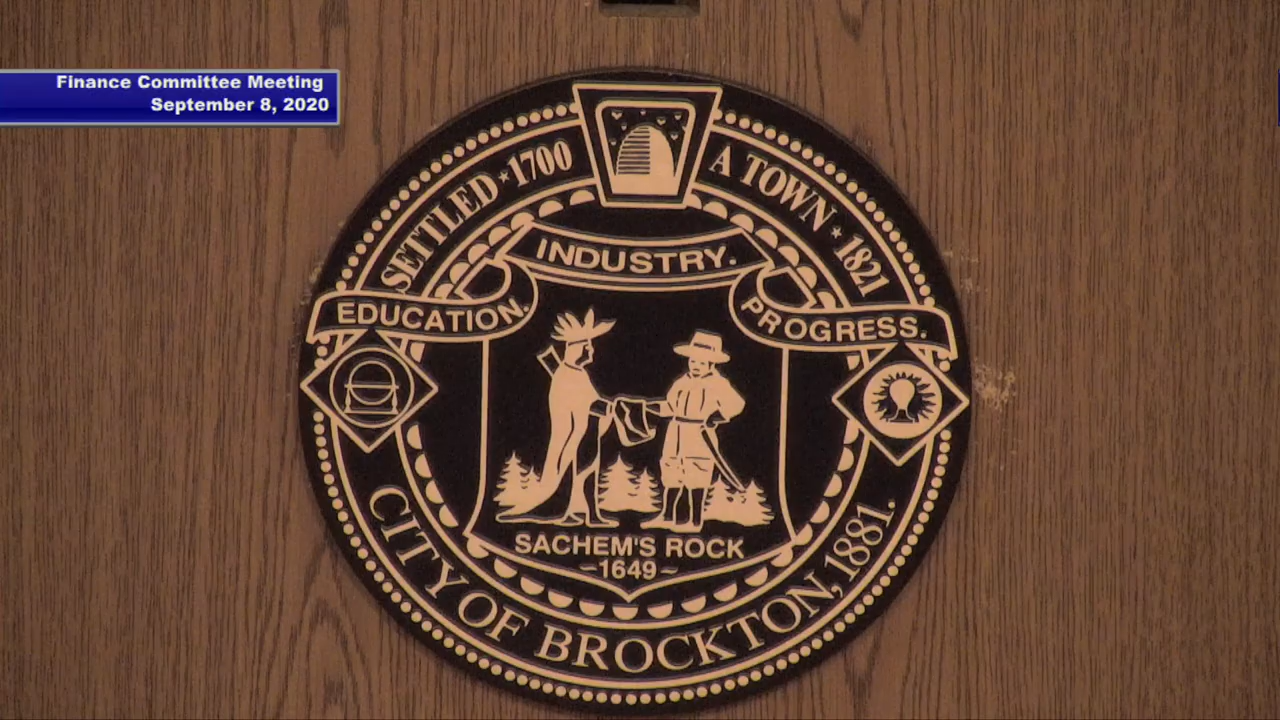 Finance Committee Meeting
September 8, 2020
SETTLED ★ 1700
A TOWN ★ 1821
EDUCATION.
INDUSTRY.
PROGRESS.
SACHEM'S ROCK
~1649~
CITY OF BROCKTON, 1881.